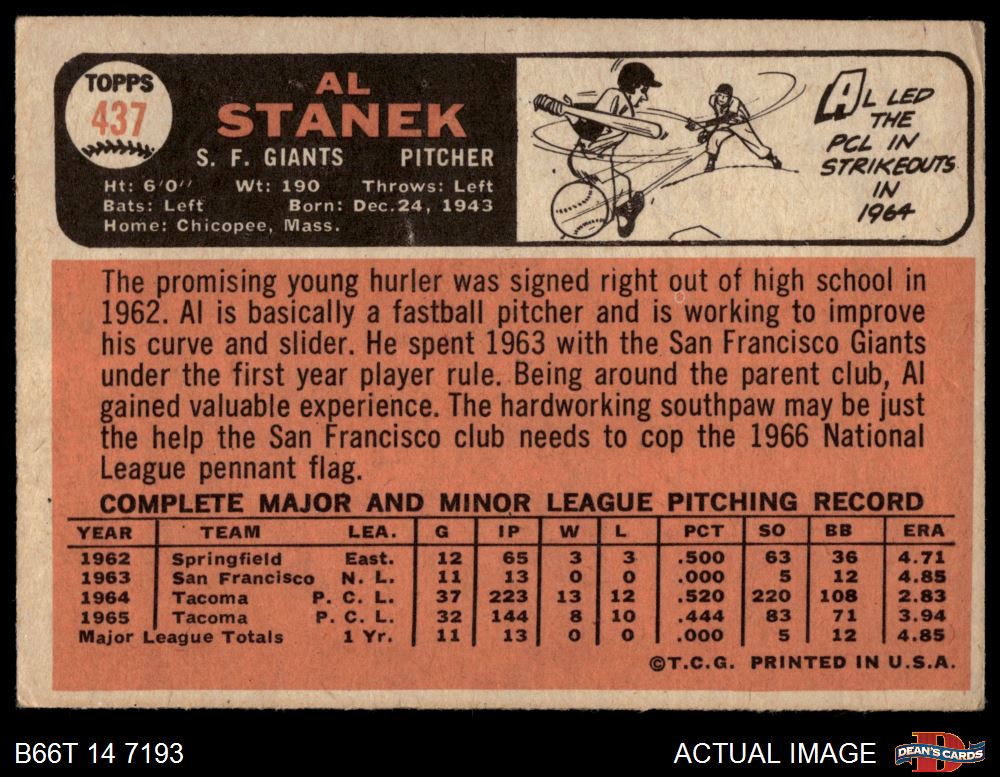 TOPPS
437
AL
STANEK
S. F. GIANTS PITCHER
Ht: 6'0" Wt: 190 Throws: Left
Bats: Left Born: Dec. 24, 1943
Home: Chicopee, Mass.
AL LED
THE
PCL IN
STRIKEOUTS
IN
1964
The promising young hurler was signed right out of high school in
1962. Al is basically a fastball pitcher and is working to improve
his curve and slider. He spent 1963 with the San Francisco Giants
under the first year player rule. Being around the parent club, Al
gained valuable experience. The hardworking southpaw may be just
the help the San Francisco club needs to cop the 1966 National
League pennant flag.
COMPLETE MAJOR AND MINOR LEAGUE PITCHING RECORD
YEAR TEAM LEA. G IP W L PCT SO BB ERA
1962 Springfield East. 12 65 3 3 .500 63 36 4.71
1963 San Francisco N. L. 11 13 0 0 .000 5 12 4.85
1964 Tacoma P. C. L. 37 223 13 12 .520 220 108 2.83
1965 Tacoma P. C. L. 32 144 8 10 .444 83 71 3.94
Major League Totals 1 Yr. 11 13 0 0 .000 5 12 4.85
©T.C.G. PRINTED IN U.S.A.
B66T 14 7193 ACTUAL IMAGE DEAN'S CARDS